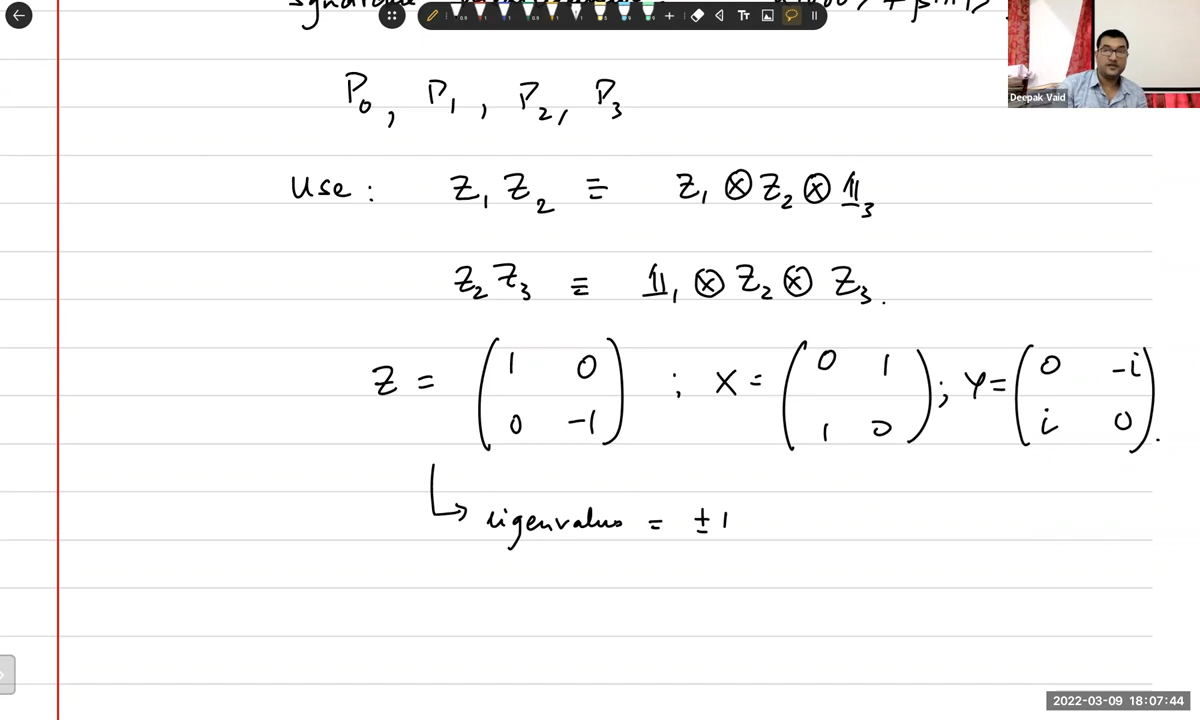 P₀, P₁, P₂, P₃
Deepak Vaid
Use : Z₁ Z₂ ≡ Z₁ ⊗ Z₂ ⊗ 𝟙₃
Z₂ Z₃ ≡ 𝟙₁ ⊗ Z₂ ⊗ Z₃.
Z = ( 1 0 ; X = ( 0 1 ; Y = ( 0 -i
0 -1 ) 1 0 ) i 0 ).
↳ eigenvalues = ± 1
2022-03-09 18:07:44